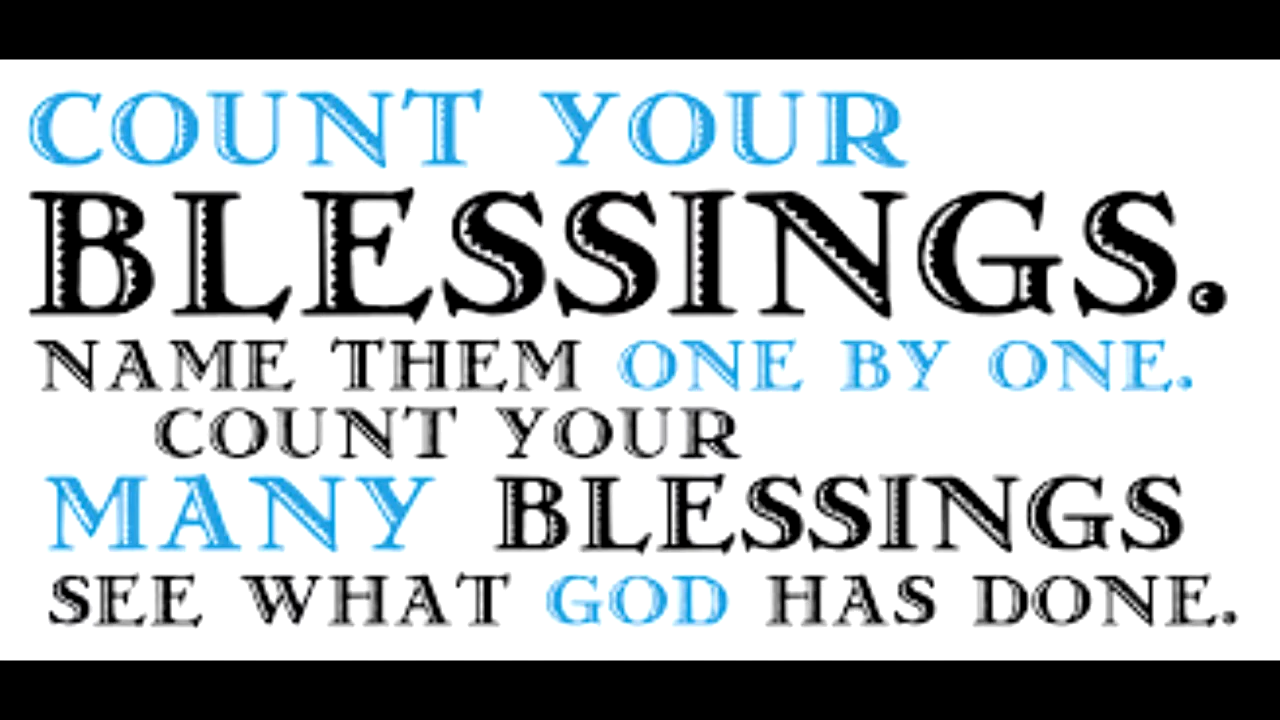 COUNT YOUR
BLESSINGS.
NAME THEM ONE BY ONE.
COUNT YOUR
MANY BLESSINGS
SEE WHAT GOD HAS DONE.